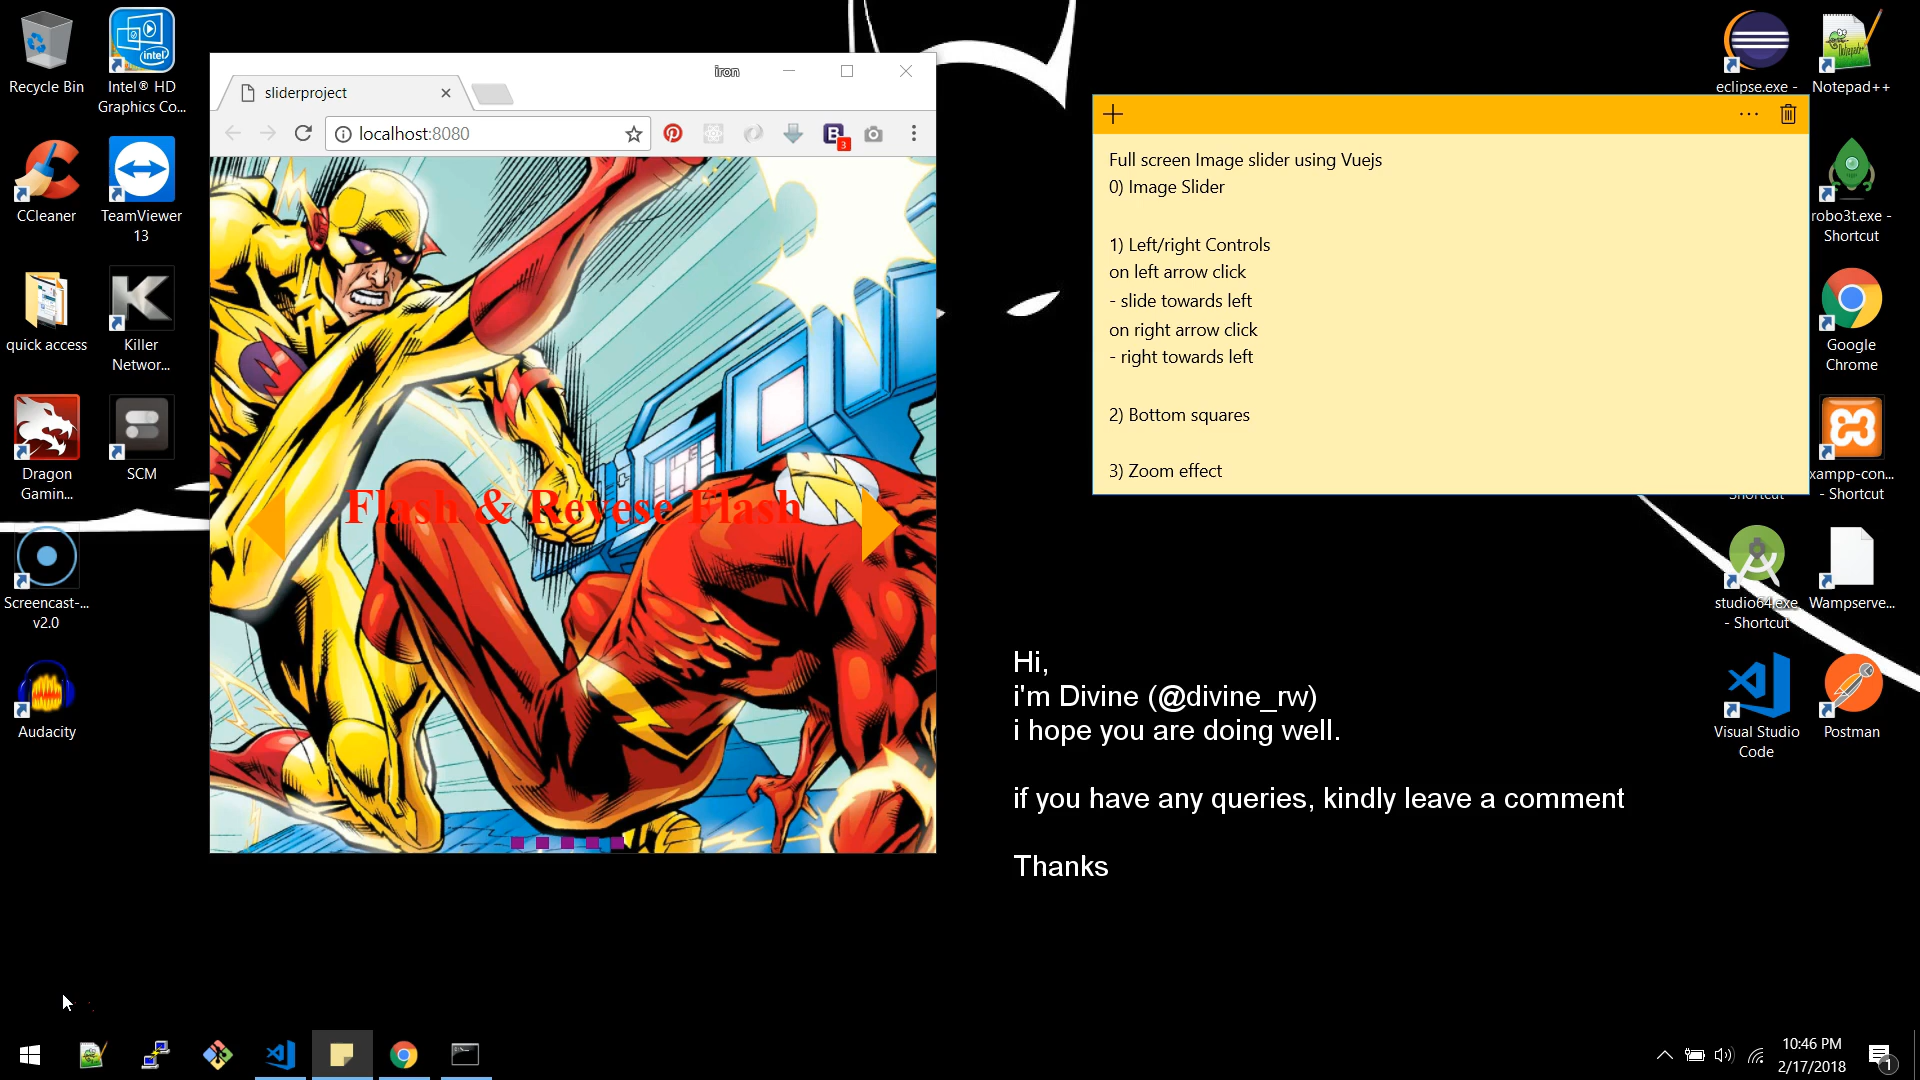 Recycle Bin
Intel® HD
Graphics Co...
CCleaner
TeamViewer
13
quick access
Killer
Networ...
Dragon
Gamin...
SCM
Screencast-...
v2.0
Audacity
iron
sliderproject
localhost:8080
B
3
Flash & Revese Flash
Full screen Image slider using Vuejs
0) Image Slider
1) Left/right Controls
on left arrow click
- slide towards left
on right arrow click
- right towards left
2) Bottom squares
3) Zoom effect
Hi,
i'm Divine (@divine_rw)
i hope you are doing well.
if you have any queries, kindly leave a comment
Thanks
eclipse.exe -
Notepad++
robo3t.exe -
Shortcut
Google
Chrome
Shortcut
xampp-con...
- Shortcut
studio64.exe
- Shortcut
Wampserve...
Visual Studio
Code
Postman
10:46 PM
2/17/2018
1